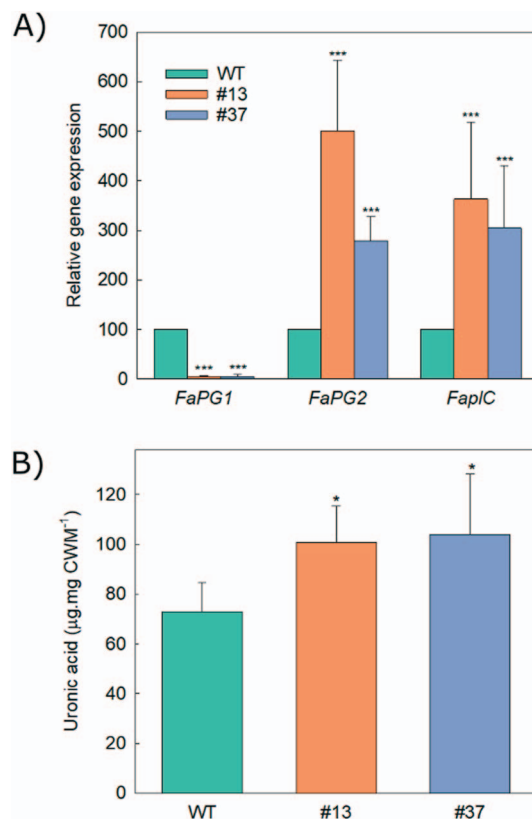 A)
700
600
500
400
300
200
100
0
Relative gene expression
WT
#13
#37
*** *** *** *** *** ***
FaPG1 FaPG2 FaplC
B)
120
100
80
60
40
20
0
Uronic acid (µg.mg CWM⁻¹)
* *
WT #13 #37